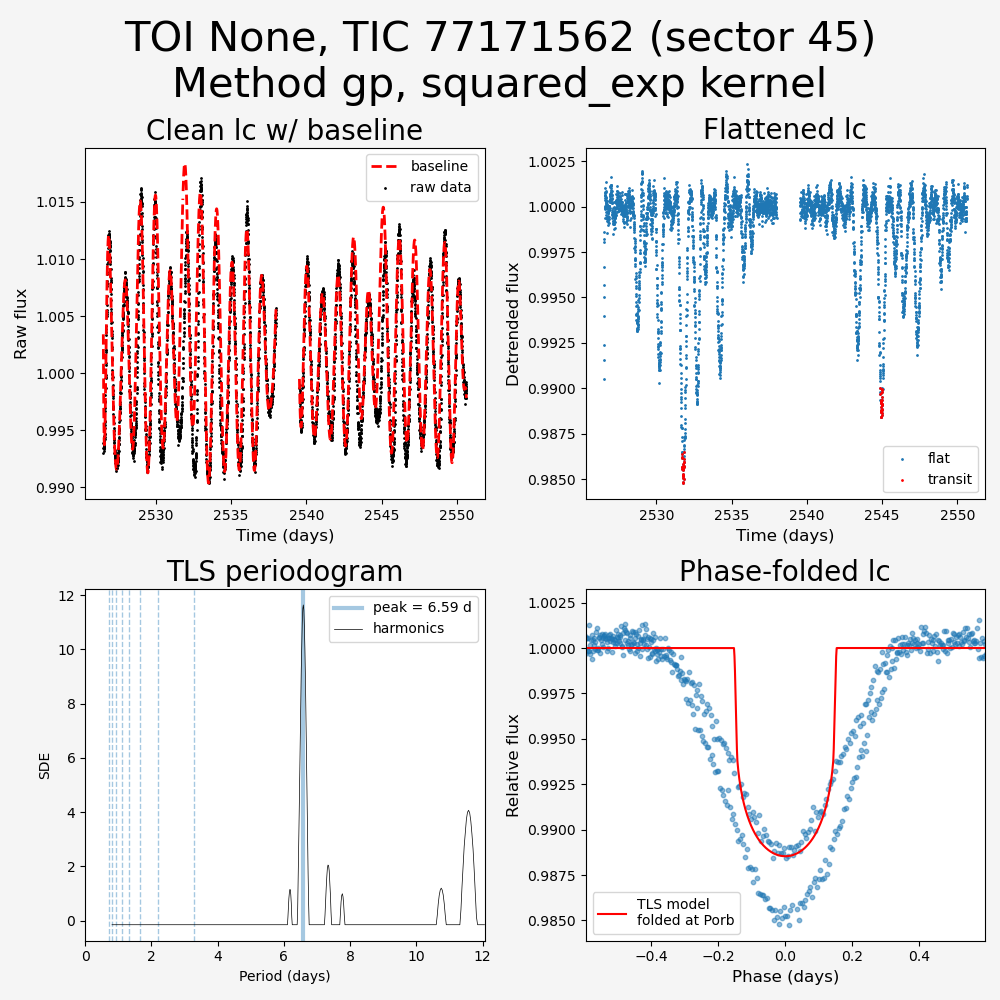 TOI None, TIC 77171562 (sector 45)
Method gp, squared_exp kernel
Clean lc w/ baseline
Raw flux
1.015
1.010
1.005
1.000
0.995
0.990
baseline
raw data
2530
2535
2540
2545
2550
Time (days)
Flattened lc
Detrended flux
1.0025
1.0000
0.9975
0.9950
0.9925
0.9900
0.9875
0.9850
flat
transit
2530
2535
2540
2545
2550
Time (days)
TLS periodogram
SDE
12
10
8
6
4
2
0
peak = 6.59 d
harmonics
0
2
4
6
8
10
12
Period (days)
Phase-folded lc
Relative flux
1.0025
1.0000
0.9975
0.9950
0.9925
0.9900
0.9875
0.9850
TLS model
folded at Porb
−0.4
−0.2
0.0
0.2
0.4
Phase (days)